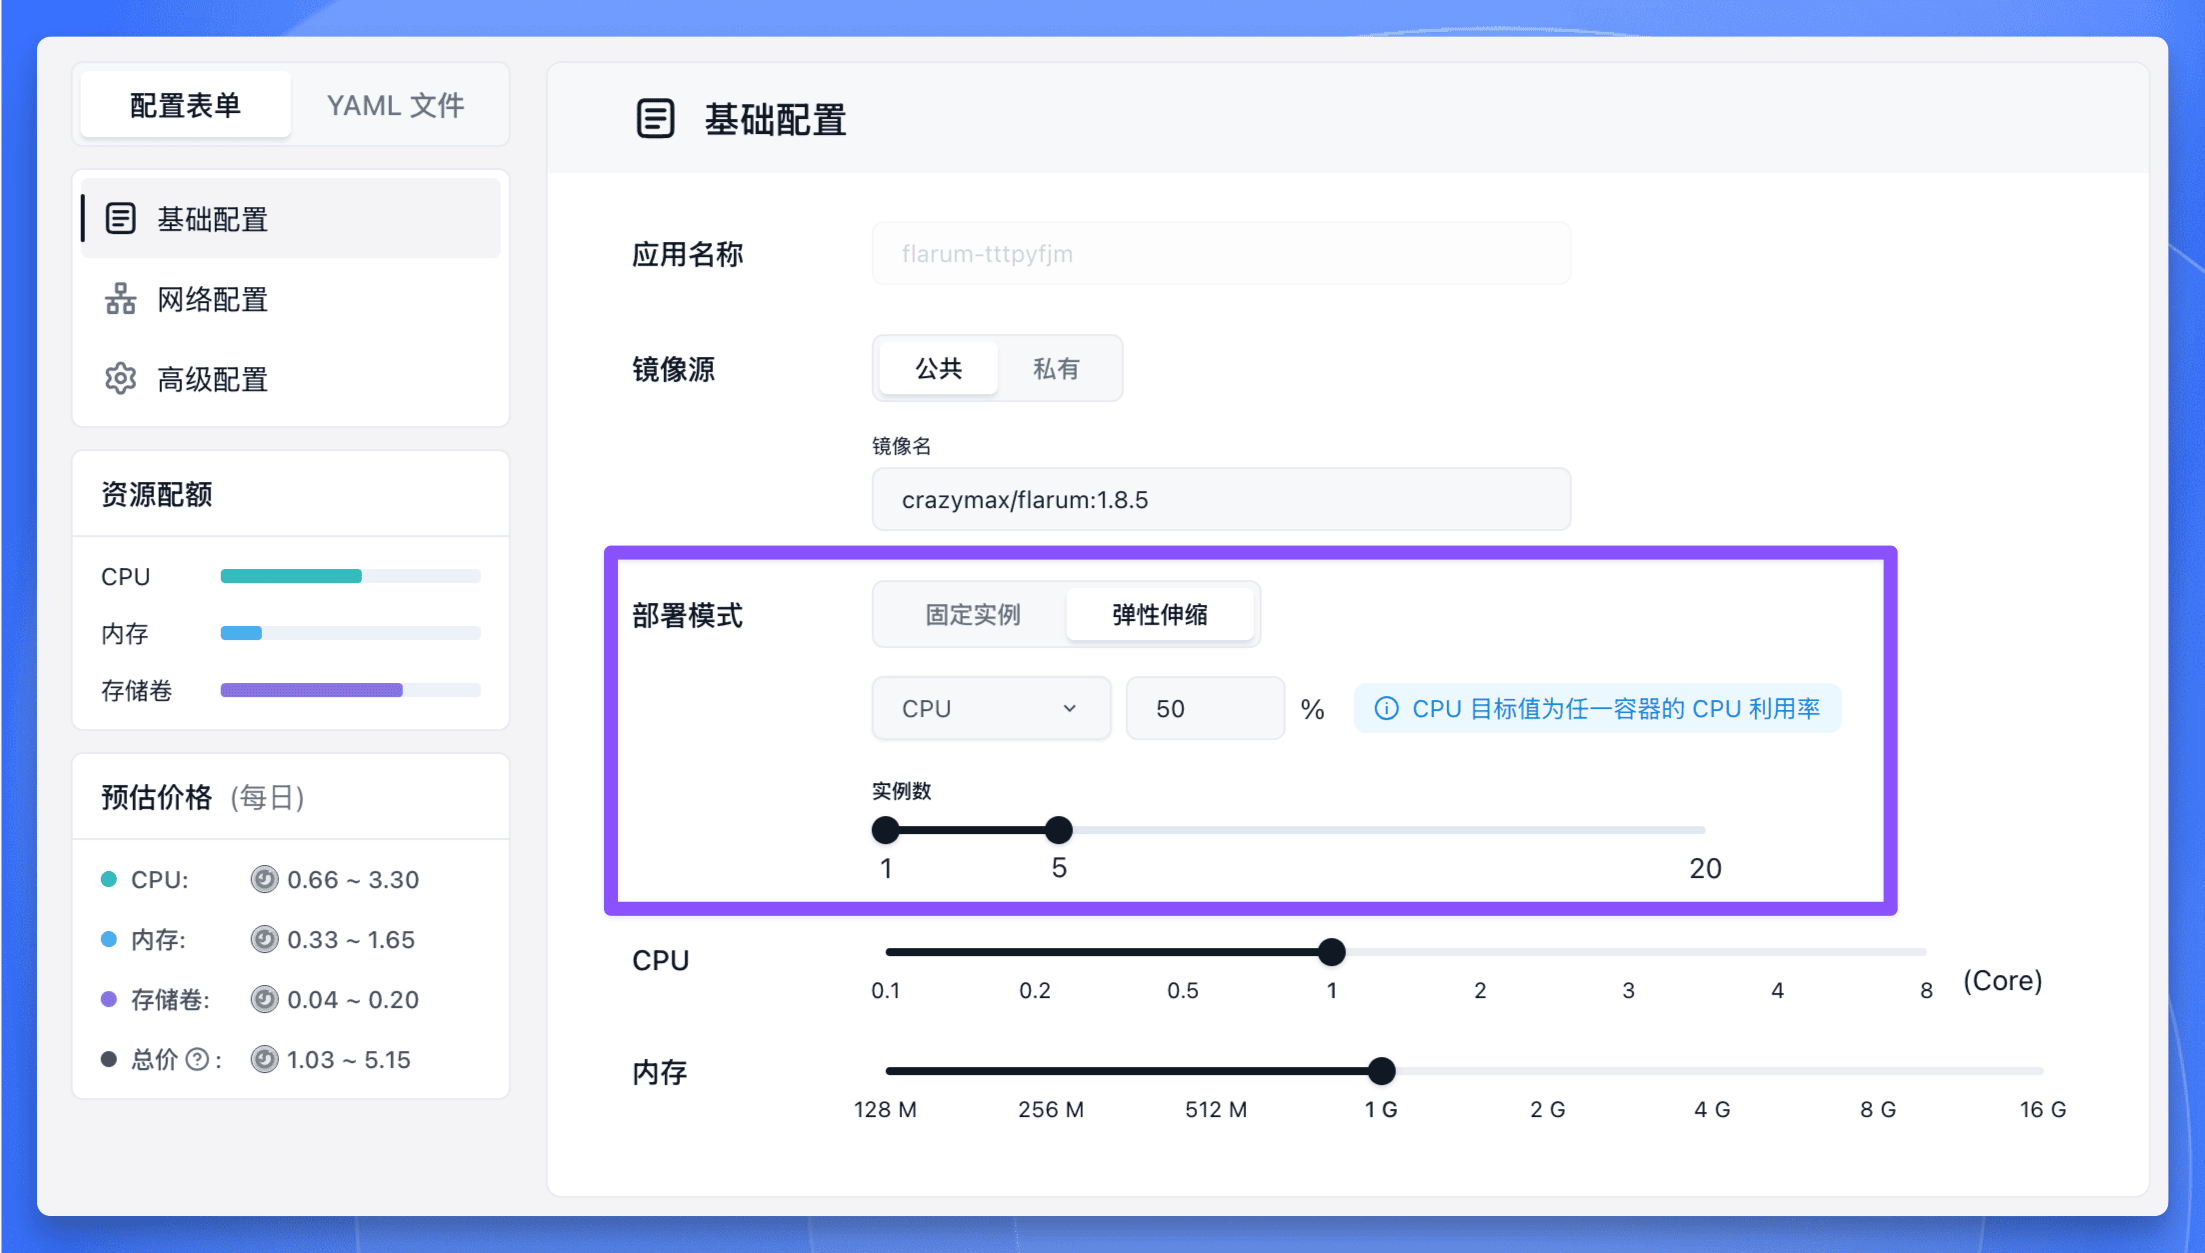 配置表单
YAML 文件
基础配置
网络配置
高级配置
资源配额
CPU
内存
存储卷
预估价格 (每日)
CPU: 0.66 ~ 3.30
内存: 0.33 ~ 1.65
存储卷: 0.04 ~ 0.20
总价 ? : 1.03 ~ 5.15
基础配置
应用名称
flarum-tttpyfjm
镜像源
公共
私有
镜像名
crazymax/flarum:1.8.5
部署模式
固定实例
弹性伸缩
CPU
50
%
CPU 目标值为任一容器的 CPU 利用率
实例数
1 5 20
CPU
0.1 0.2 0.5 1 2 3 4 8
(Core)
内存
128 M 256 M 512 M 1 G 2 G 4 G 8 G 16 G